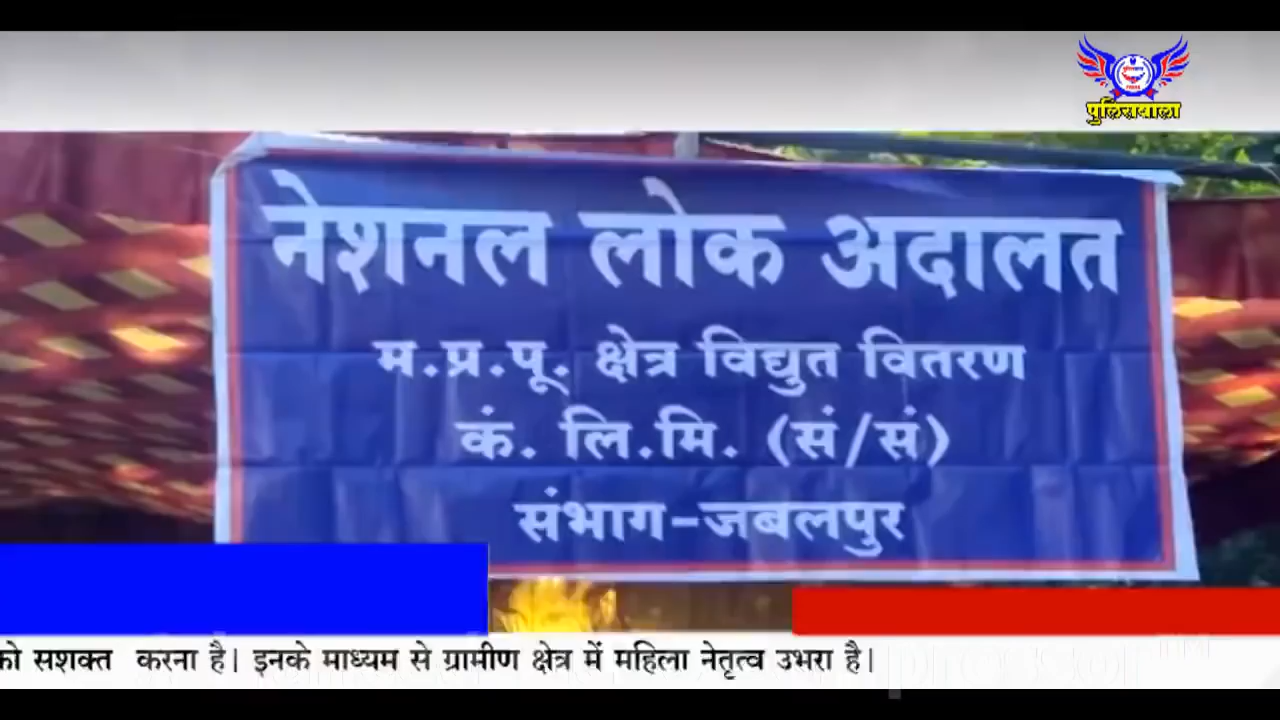 पुलिसवाला
नेशनल लोक अदालत
म.प्र.पू. क्षेत्र विद्युत वितरण
कं. लि.मि. (सं/सं)
संभाग-जबलपुर
को सशक्त करना है। इनके माध्यम से ग्रामीण क्षेत्र में महिला नेतृत्व उभरा है।